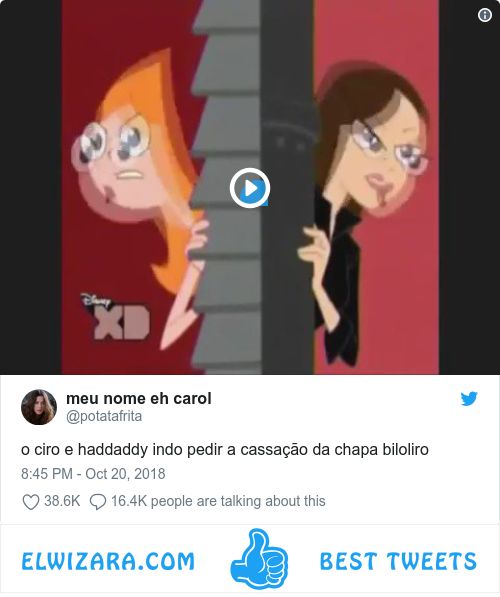 Disney
XD
meu nome eh carol
@potatafrita
o ciro e haddaddy indo pedir a cassação da chapa biloliro
8:45 PM - Oct 20, 2018
38.6K 16.4K people are talking about this
ELWIZARA.COM BEST TWEETS